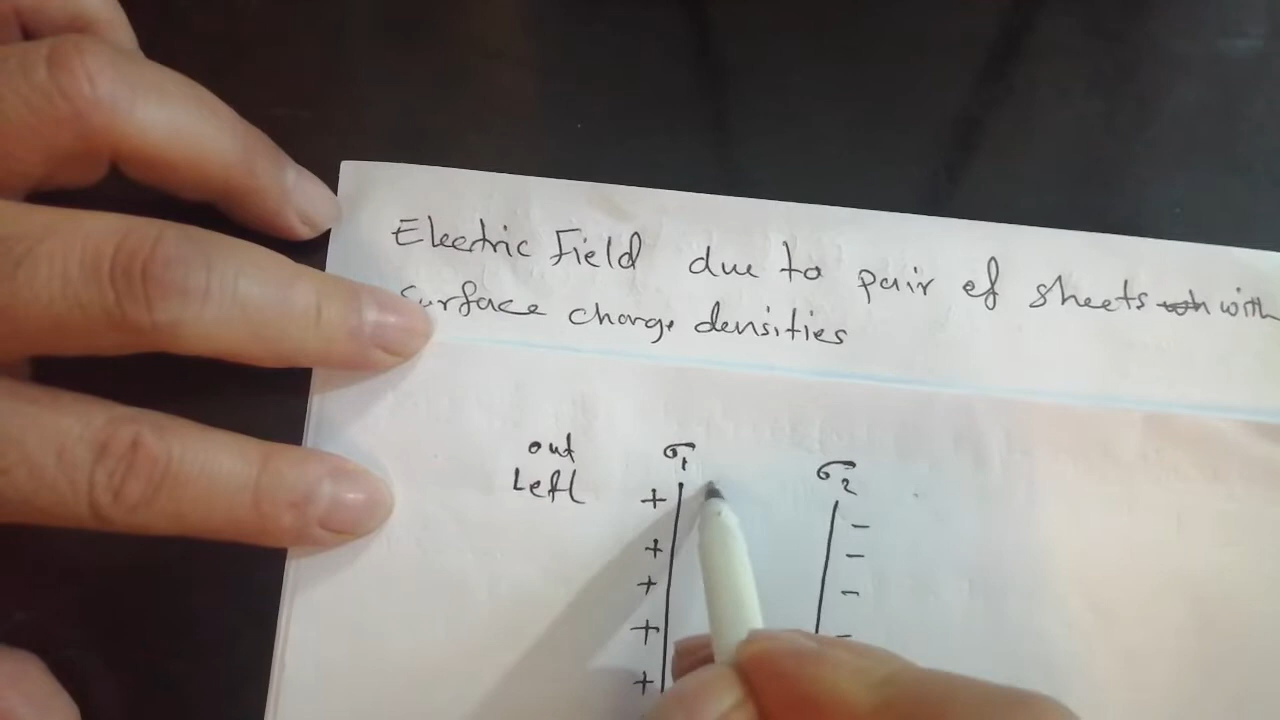 Electric Field due to pair of sheets with
Surface charge densities
out
Left
σ₁
σ₂
+
+
+
+
+
-
-
-
-